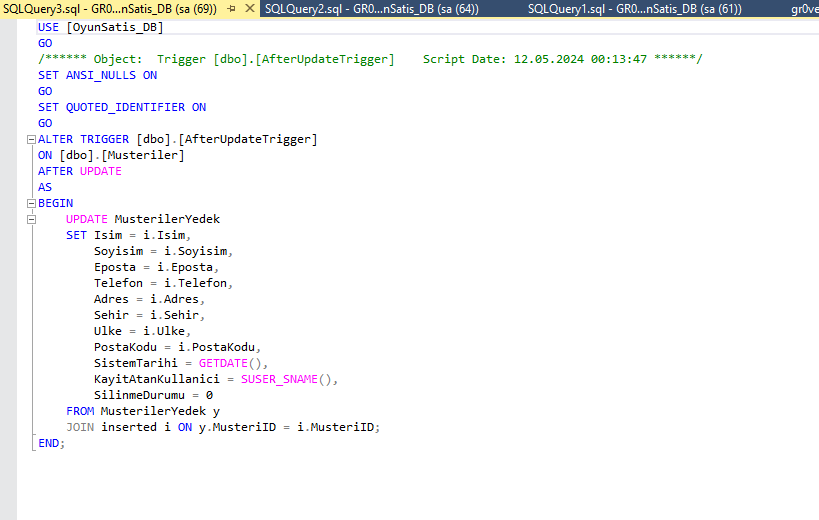 SQLQuery3.sql - GR0...nSatis_DB (sa (69)) SQLQuery2.sql - GR0...nSatis_DB (sa (64)) SQLQuery1.sql - GR0...nSatis_DB (sa (61)) gr0ve
USE [OyunSatis_DB]
GO
/****** Object:  Trigger [dbo].[AfterUpdateTrigger]    Script Date: 12.05.2024 00:13:47 ******/
SET ANSI_NULLS ON
GO
SET QUOTED_IDENTIFIER ON
GO
ALTER TRIGGER [dbo].[AfterUpdateTrigger]
ON [dbo].[Musteriler]
AFTER UPDATE
AS
BEGIN
    UPDATE MusterilerYedek
    SET Isim = i.Isim,
        Soyisim = i.Soyisim,
        Eposta = i.Eposta,
        Telefon = i.Telefon,
        Adres = i.Adres,
        Sehir = i.Sehir,
        Ulke = i.Ulke,
        PostaKodu = i.PostaKodu,
        SistemTarihi = GETDATE(),
        KayitAtanKullanici = SUSER_SNAME(),
        SilinmeDurumu = 0
    FROM MusterilerYedek y
    JOIN inserted i ON y.MusteriID = i.MusteriID;
END;